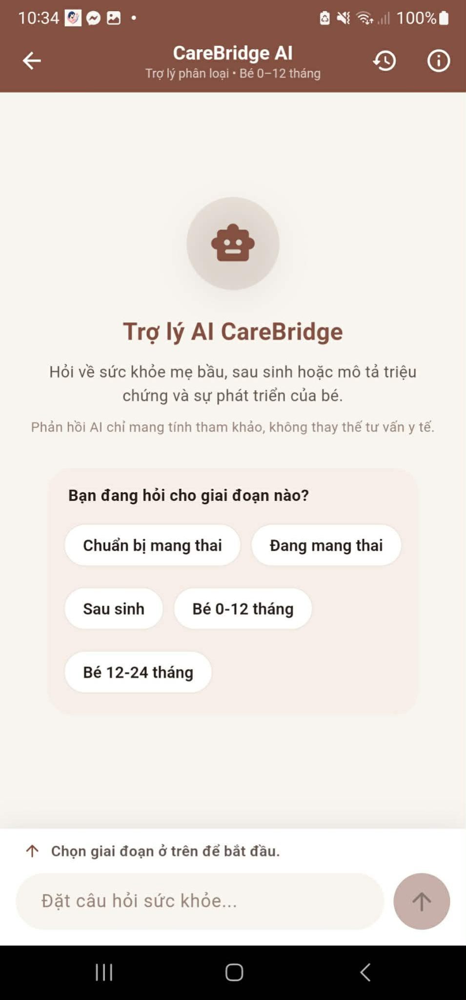 10:34
100%
CareBridge AI
Trợ lý phân loại • Bé 0–12 tháng
Trợ lý AI CareBridge
Hỏi về sức khỏe mẹ bầu, sau sinh hoặc mô tả triệu
chứng và sự phát triển của bé.
Phản hồi AI chỉ mang tính tham khảo, không thay thế tư vấn y tế.
Bạn đang hỏi cho giai đoạn nào?
Chuẩn bị mang thai
Đang mang thai
Sau sinh
Bé 0-12 tháng
Bé 12-24 tháng
Chọn giai đoạn ở trên để bắt đầu.
Đặt câu hỏi sức khỏe...